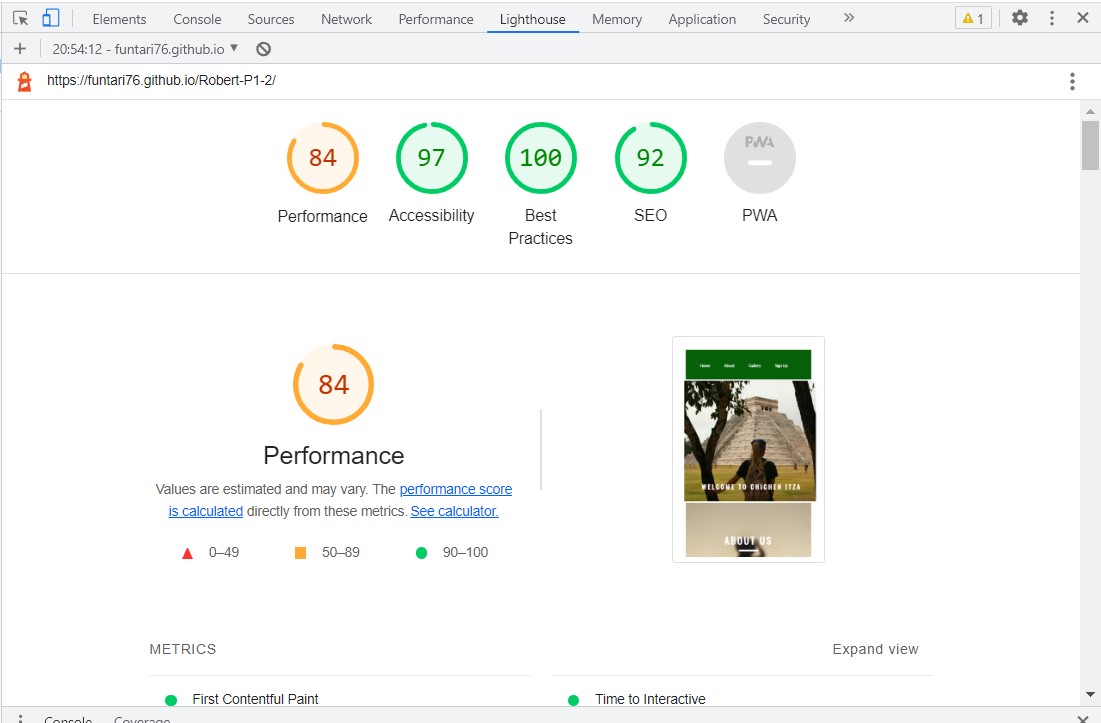 Elements Console Sources Network Performance Lighthouse Memory Application Security » 1
20:54:12 - funtari76.github.io
https://funtari76.github.io/Robert-P1-2/
84 97 100 92 PWA
Performance Accessibility Best Practices SEO PWA
84
Performance
Values are estimated and may vary. The performance score
is calculated directly from these metrics. See calculator.
0–49 50–89 90–100
Home About Gallery Sign Up
WELCOME TO CHICHEN ITZA
ABOUT US
METRICS Expand view
First Contentful Paint Time to Interactive
Console Coverage